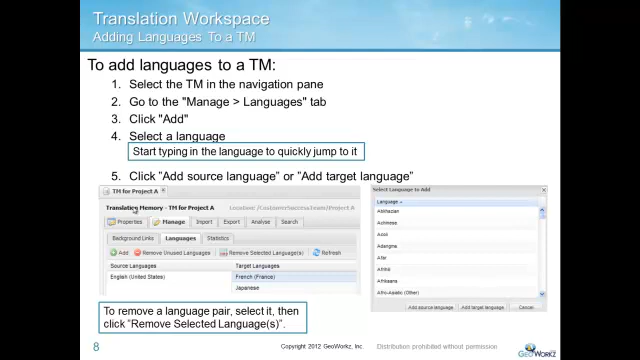 Translation Workspace
Adding Languages To a TM
To add languages to a TM:
1. Select the TM in the navigation pane
2. Go to the "Manage > Languages" tab
3. Click "Add"
4. Select a language
Start typing in the language to quickly jump to it
5. Click "Add source language" or "Add target language"
TM for Project A
Translation Memory - TM for Project A
Properties Manage Import Export Analyse Search
Background Links Languages Statistics
Add Remove Unused Languages Remove Selected Language(s) Refresh
Source Languages Target Languages
English (United States) French (France)
Japanese
Select Language to Add
Language
Abkhazian
Achinese
Acoli
Adangme
Afar
Afrihili
Afrikaans
Afro-Asiatic (Other)
Add source language Add target language Cancel
To remove a language pair, select it, then
click "Remove Selected Language(s)".
8
Copyright 2012 GeoWorkz, Inc.
Distribution prohibited without permission
GeoWorkz